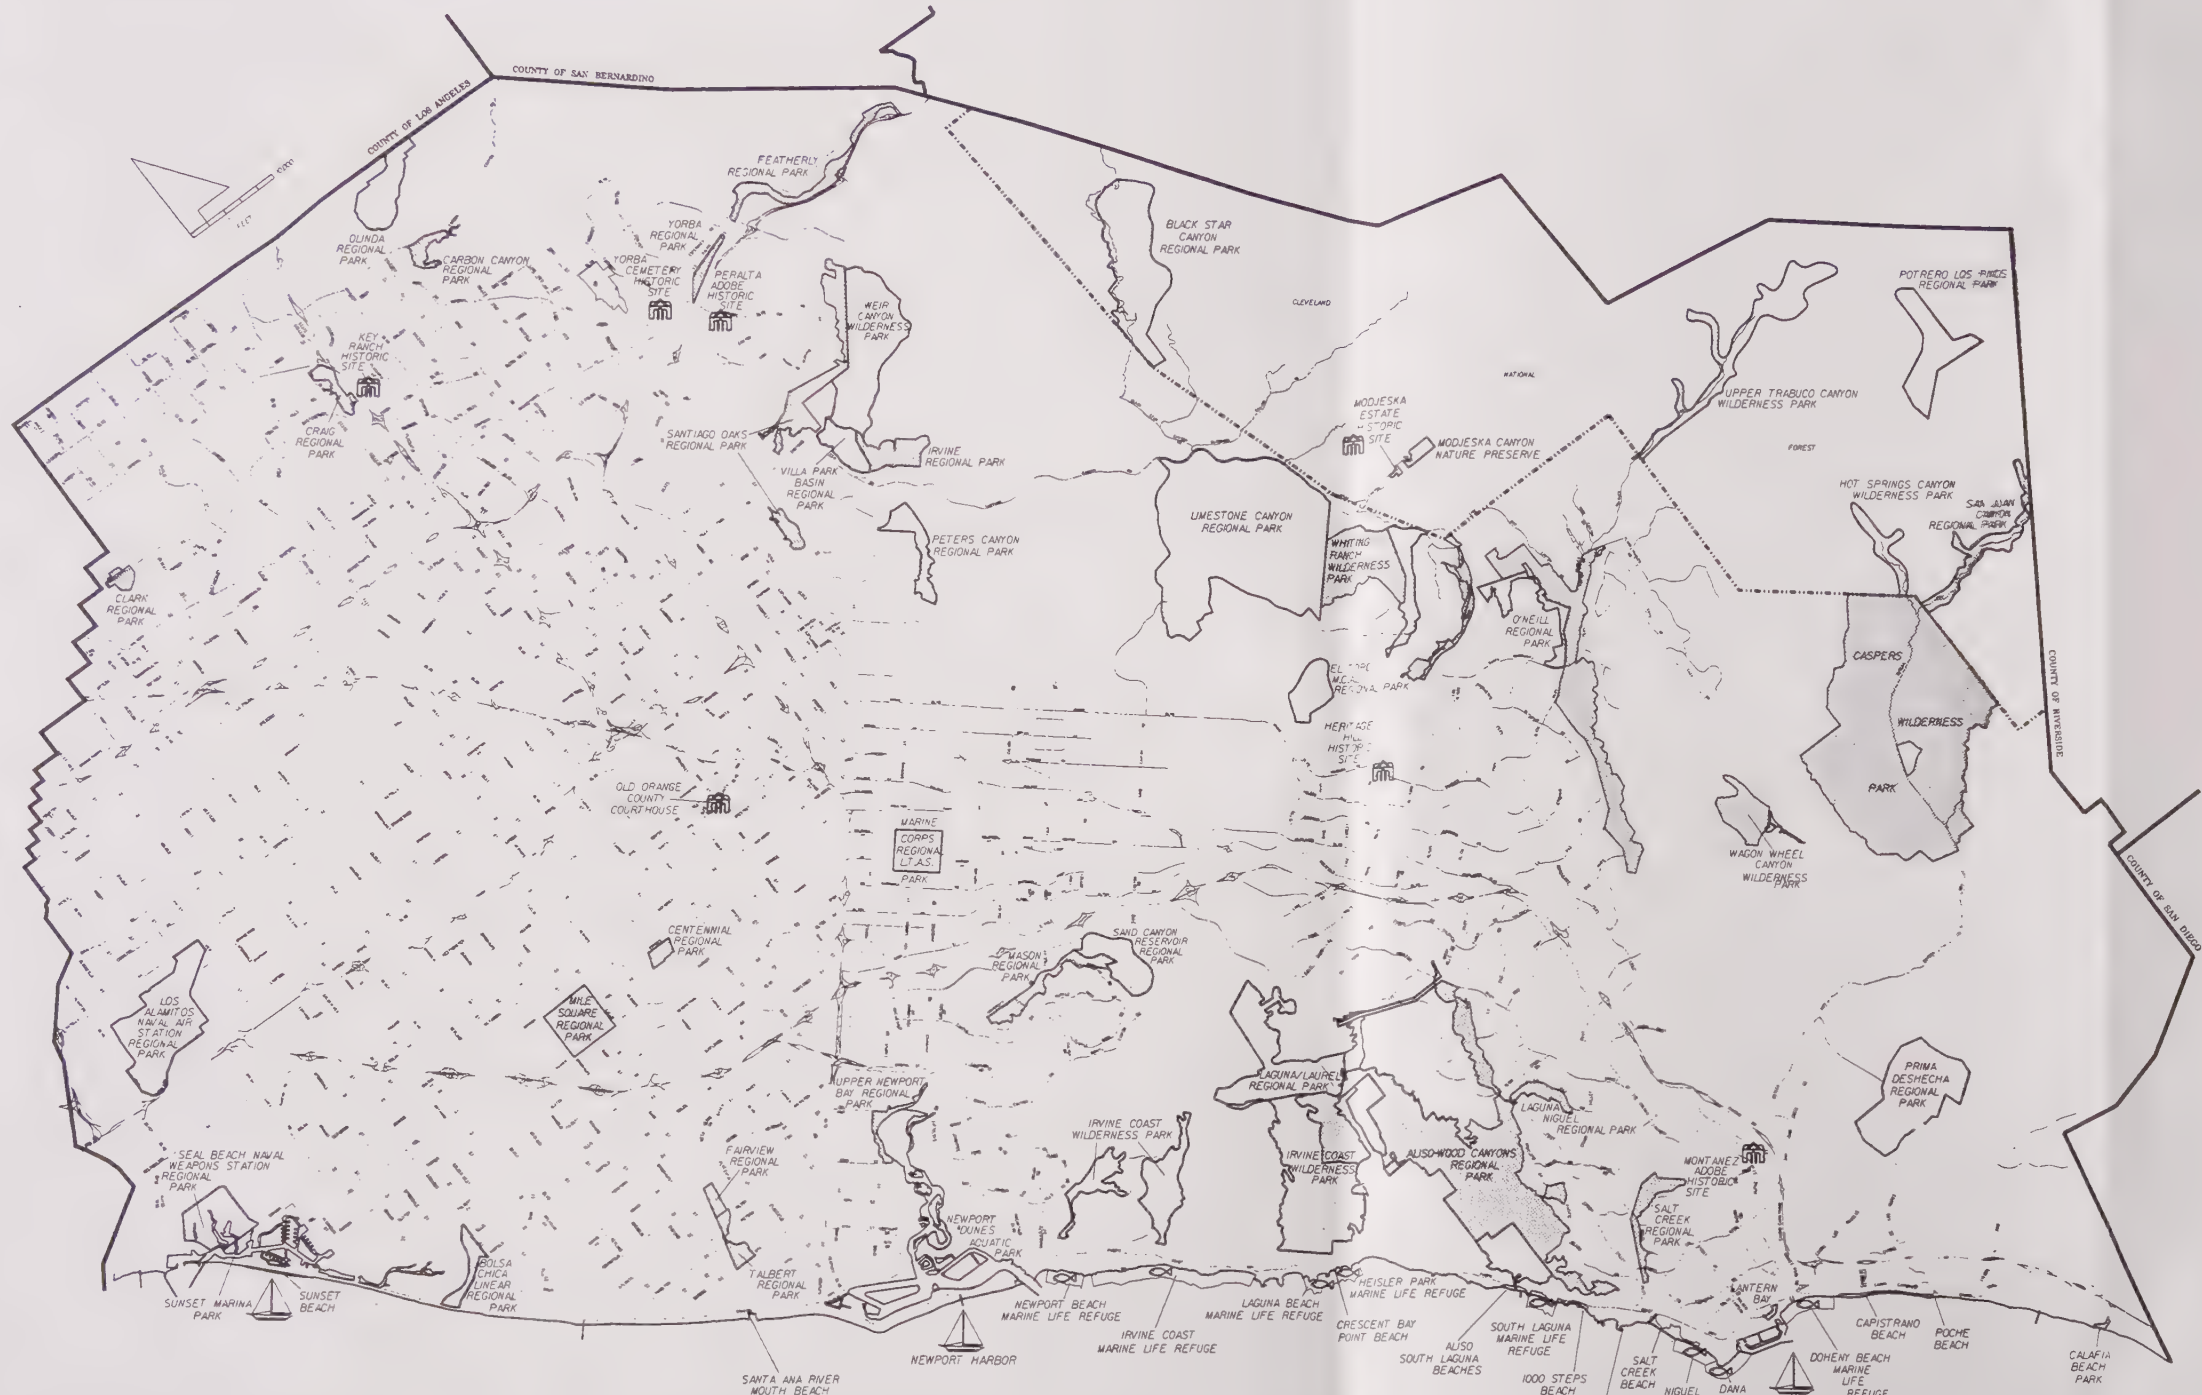 COUNTY OF SAN BERNARDINO
COUNTY OF LOS ANGELES
FEATHERLY
REGIONAL PARK
OLINDA
REGIONAL
PARK
CARBON CANYON
REGIONAL
PARK
YORBA
REGIONAL
PARK
YORBA
CEMETERY
HISTORIC
SITE
PERALTA
ADOBE
HISTORIC
SITE
WEIR
CANYON
WILDERNESS
PARK
BLACK STAR
CANYON
REGIONAL PARK
CLEVELAND
NATIONAL
FOREST
POTRERO LOS PINOS
REGIONAL PARK
KEY
RANCH
HISTORIC
SITE
CRAIG
REGIONAL
PARK
SANTIAGO OAKS
REGIONAL PARK
VILLA PARK
BASIN
REGIONAL
PARK
IRVINE
REGIONAL PARK
MODJESKA
ESTATE
SITE
MODJESKA CANYON
NATURE PRESERVE
UPPER TRABUCO CANYON
WILDERNESS PARK
HOT SPRINGS CANYON
WILDERNESS PARK
SAN JUAN
CANYON
REGIONAL PARK
PETERS CANYON
REGIONAL PARK
LIMESTONE CANYON
REGIONAL PARK
WHITING
RANCH
WILDERNESS
PARK
O'NEILL
REGIONAL
PARK
CLARK
REGIONAL
PARK
EL TORO
REGIONAL PARK
HERITAGE
HILL
HISTORIC
SITE
CASPERS
WILDERNESS
PARK
COUNTY OF RIVERSIDE
OLD ORANGE
COUNTY
COURTHOUSE
MARINE
CORPS
REGIONAL
L.T.A.S.
PARK
WAGON WHEEL
CANYON
WILDERNESS
PARK
COUNTY OF SAN DIEGO
CENTENNIAL
REGIONAL
PARK
MASON
REGIONAL
PARK
SAND CANYON
RESERVOIR
REGIONAL
PARK
LOS
ALAMITOS
NAVAL AIR
STATION
REGIONAL
PARK
MILE
SQUARE
REGIONAL
PARK
UPPER NEWPORT
BAY REGIONAL
PARK
LAGUNA/LAUREL
REGIONAL PARK
LAGUNA
NIGUEL
REGIONAL PARK
PRIMA
DESHECHA
REGIONAL
PARK
SEAL BEACH NAVAL
WEAPONS STATION
REGIONAL
PARK
FAIRVIEW
REGIONAL
PARK
IRVINE COAST
WILDERNESS PARK
IRVINE COAST
WILDERNESS
PARK
ALISO-WOOD CANYONS
REGIONAL
PARK
MONTANEZ
ADOBE
HISTORIC
SITE
SALT
CREEK
REGIONAL
PARK
NEWPORT
DUNES
AQUATIC
PARK
BOLSA
CHICA
LINEAR
REGIONAL
PARK
TALBERT
REGIONAL
PARK
SUNSET MARINA
PARK
SUNSET
BEACH
SANTA ANA RIVER
MOUTH BEACH
NEWPORT HARBOR
NEWPORT BEACH
MARINE LIFE REFUGE
IRVINE COAST
MARINE LIFE REFUGE
LAGUNA BEACH
MARINE LIFE REFUGE
HEISLER PARK
MARINE LIFE REFUGE
CRESCENT BAY
POINT BEACH
ALISO
SOUTH LAGUNA
BEACHES
SOUTH LAGUNA
MARINE LIFE
REFUGE
1000 STEPS
BEACH
SALT
CREEK
BEACH
NIGUEL
DANA
LANTERN
BAY
DOHENY BEACH
MARINE
LIFE
REFUGE
CAPISTRANO
BEACH
POCHE
BEACH
CALAFIA
BEACH
PARK